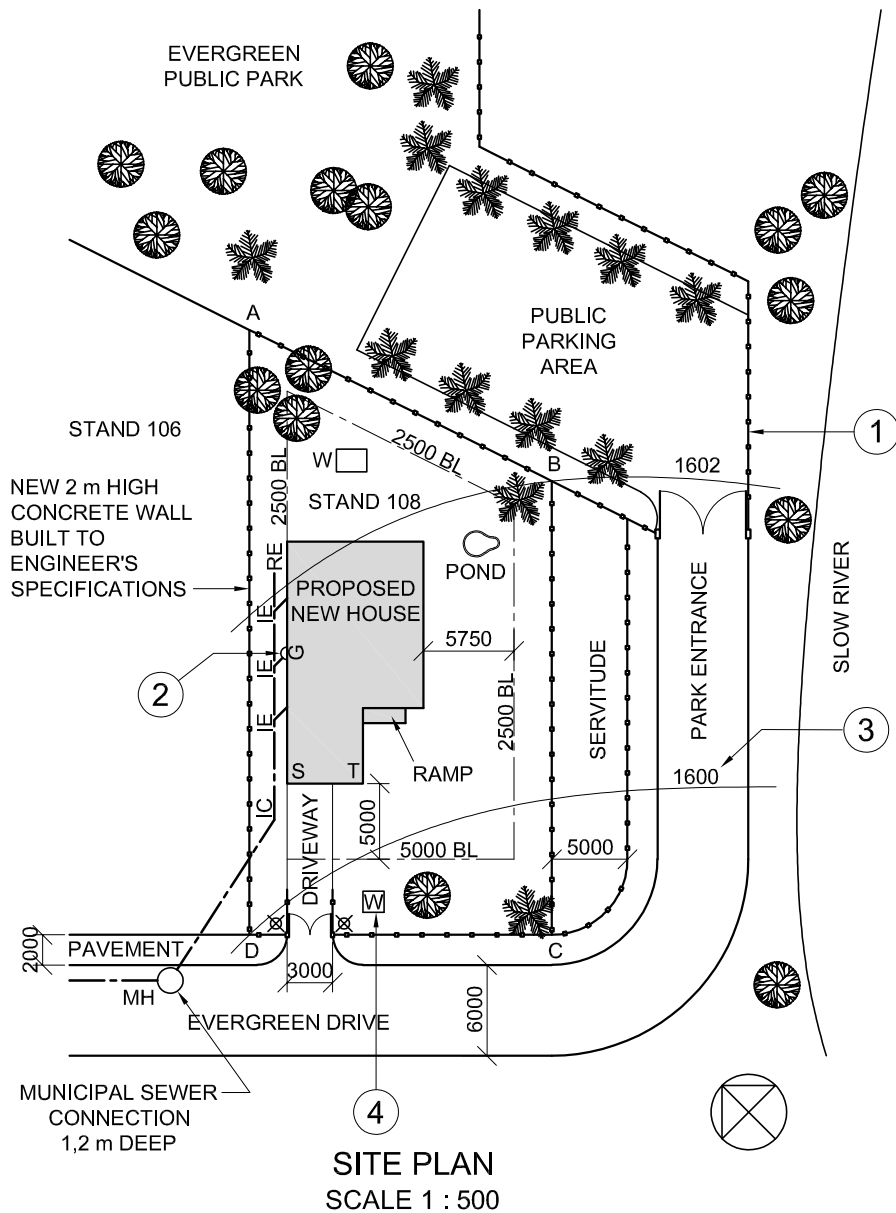 EVERGREEN
PUBLIC PARK
A
PUBLIC
PARKING
AREA
STAND 106
2500 BL
B
1602
1
W
2500 BL
STAND 108
NEW 2 m HIGH
CONCRETE WALL
BUILT TO
ENGINEER'S
SPECIFICATIONS
RE
PROPOSED
NEW HOUSE
POND
IE
G
IE
5750
2
IE
2500 BL
SERVITUDE
PARK ENTRANCE
SLOW RIVER
3
RAMP
S
T
1600
IC
DRIVEWAY
5000
5000 BL
5000
W
PAVEMENT
2000
D
C
3000
MH
EVERGREEN DRIVE
6000
MUNICIPAL SEWER
CONNECTION
1,2 m DEEP
4
SITE PLAN
SCALE 1 : 500